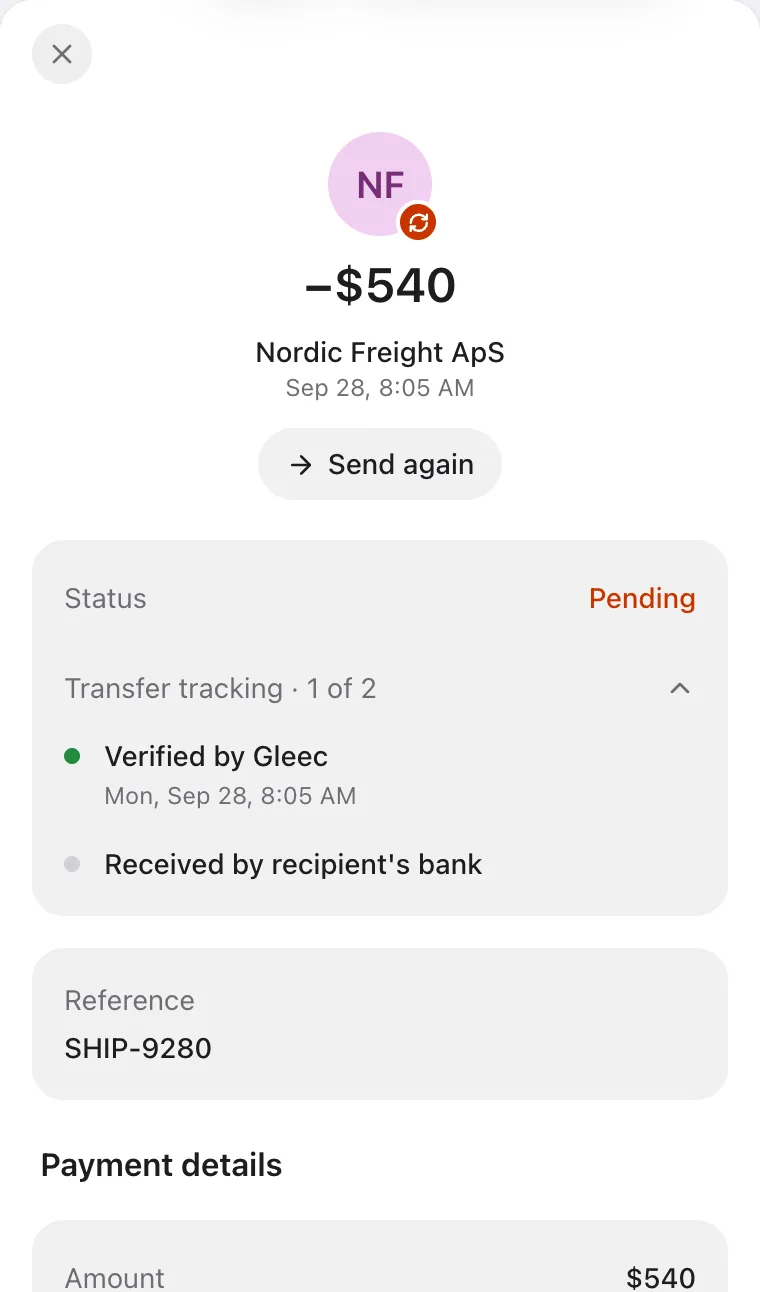 NF
–$540
Nordic Freight ApS
Sep 28, 8:05 AM
Send again
Status
Pending
Transfer tracking · 1 of 2
Verified by Gleec
Mon, Sep 28, 8:05 AM
Received by recipient's bank
Reference
SHIP-9280
Payment details
Amount
$540